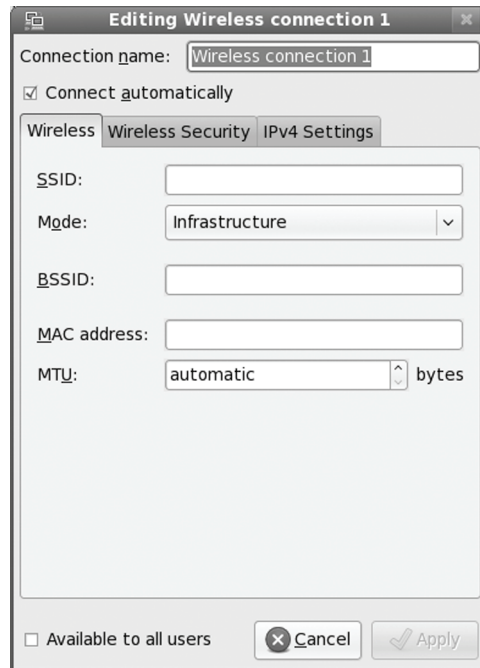 Editing Wireless connection 1
Connection name: Wireless connection 1
Connect automatically
Wireless Wireless Security IPv4 Settings
SSID:
Mode: Infrastructure
BSSID:
MAC address:
MTU: automatic bytes
Available to all users Cancel Apply